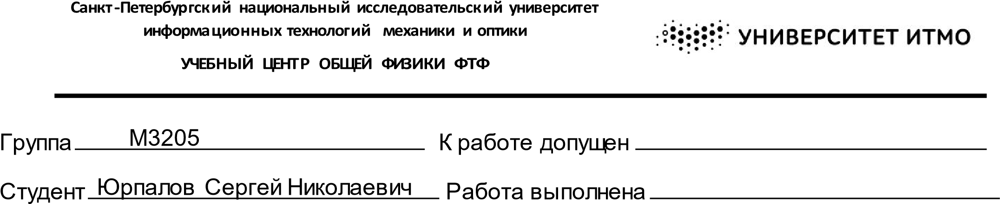 Санкт-Петербургский национальный исследовательский университет
информационных технологий механики и оптики
УНИВЕРСИТЕТ ИТМО
УЧЕБНЫЙ ЦЕНТР ОБЩЕЙ ФИЗИКИ ФТФ
Группа М3205 К работе допущен
Студент Юрпалов Сергей Николаевич Работа выполнена